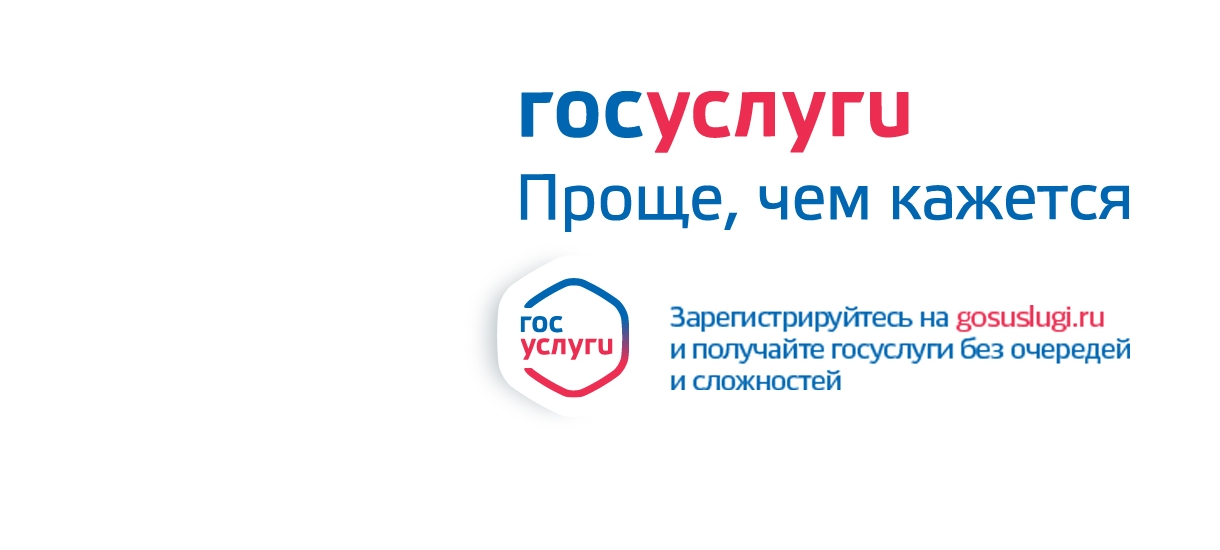 госуслуги
Проще, чем кажется
гос
услуги
Зарегистрируйтесь на gosuslugi.ru
и получайте госуслуги без очередей
и сложностей